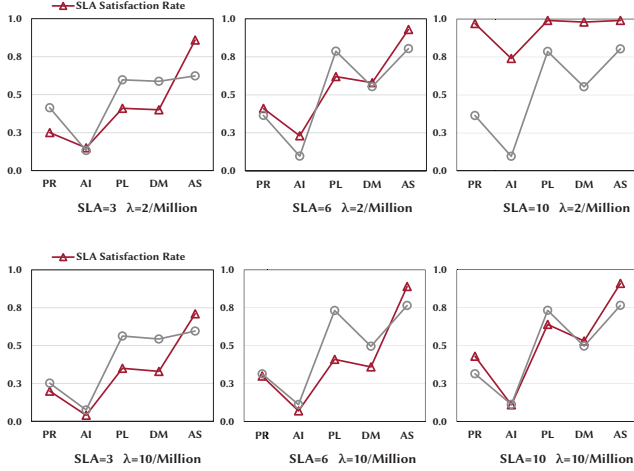 SLA Satisfaction Rate
1.0 1.0 1.0
0.8 0.8 0.8
0.5 0.5 0.5
0.3 0.3 0.3
0.0 0.0 0.0
PR AI PL DM AS PR AI PL DM AS PR AI PL DM AS
SLA=3 λ=2/Million SLA=6 λ=2/Million SLA=10 λ=2/Million
SLA Satisfaction Rate
1.0 1.0 1.0
0.8 0.8 0.8
0.5 0.5 0.5
0.3 0.3 0.3
0.0 0.0 0.0
PR AI PL DM AS PR AI PL DM AS PR AI PL DM AS
SLA=3 λ=10/Million SLA=6 λ=10/Million SLA=10 λ=10/Million